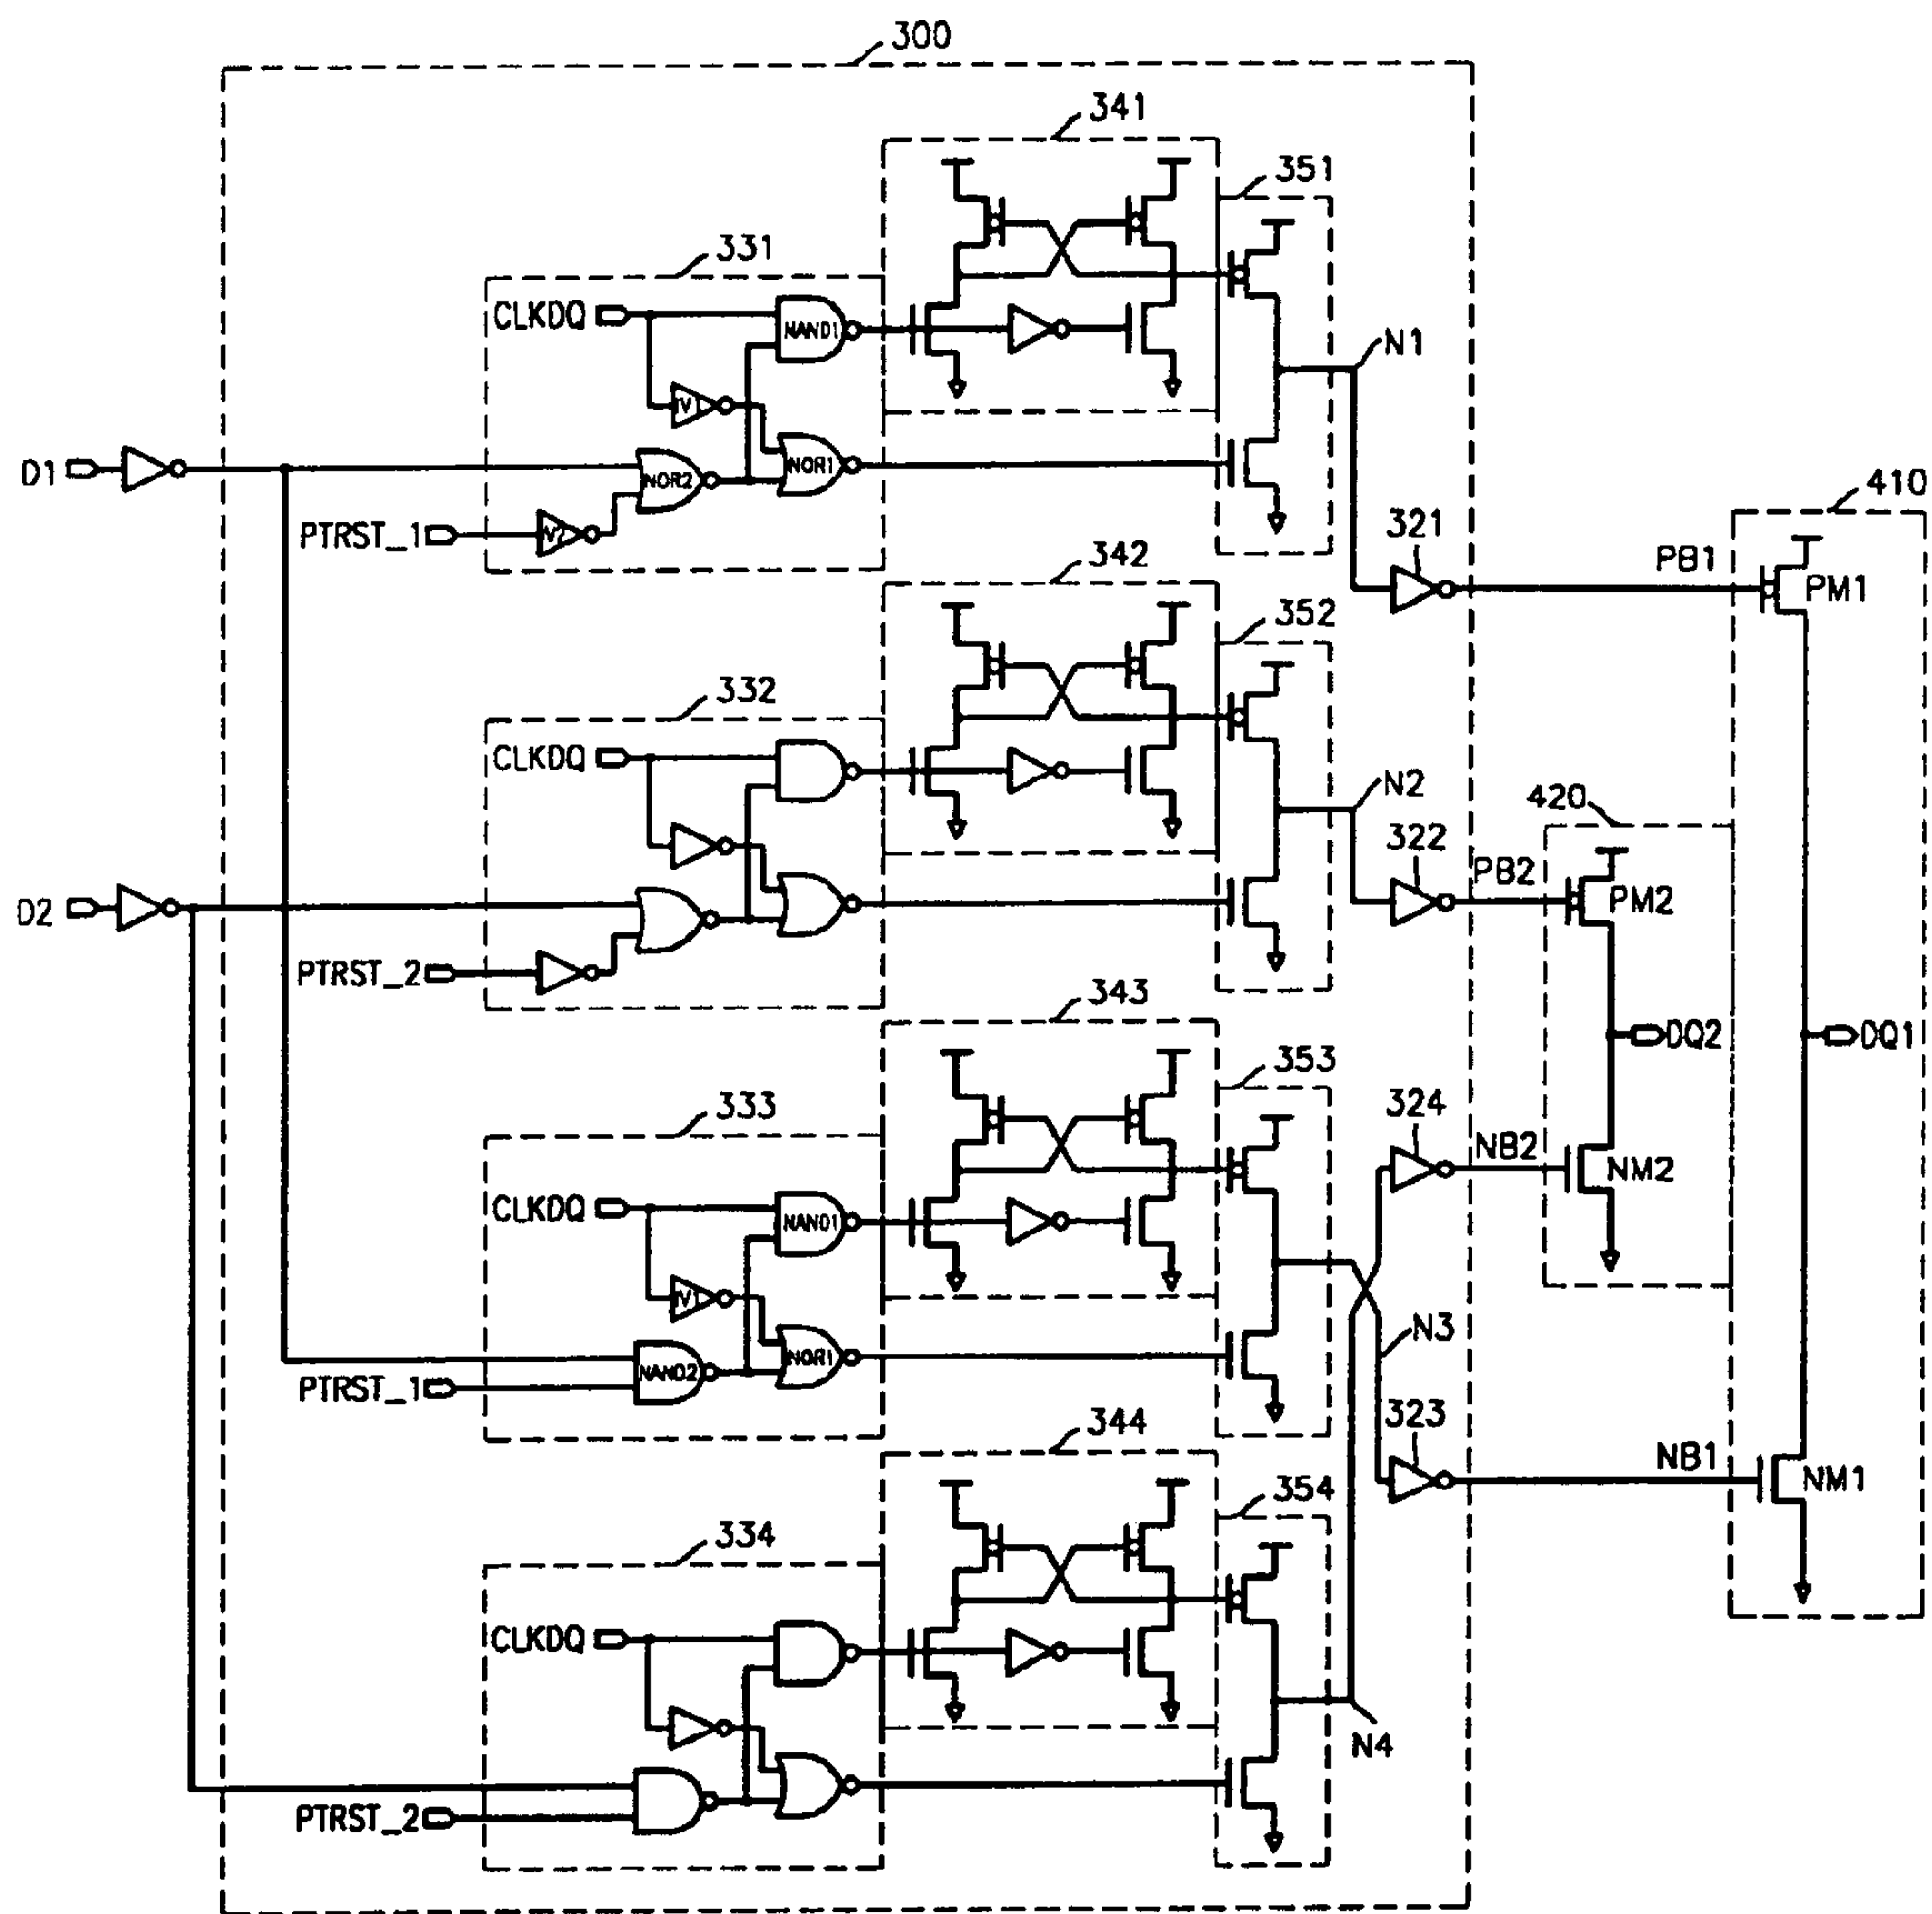 300
341
351
331
CLKDQ
NAND1
N1
IV1
D1
NOR2
NOR1
410
PTRST_1
321
PB1
PM1
342
352
332
CLKDQ
N2
420
322
PB2
PM2
D2
PTRST_2
343
353
DQ2
DQ1
333
324
NB2
NM2
CLKDQ
NAND1
IV1
N3
NAND2
NOR1
PTRST_1
344
323
354
NB1
NM1
334
CLKDQ
N4
PTRST_2